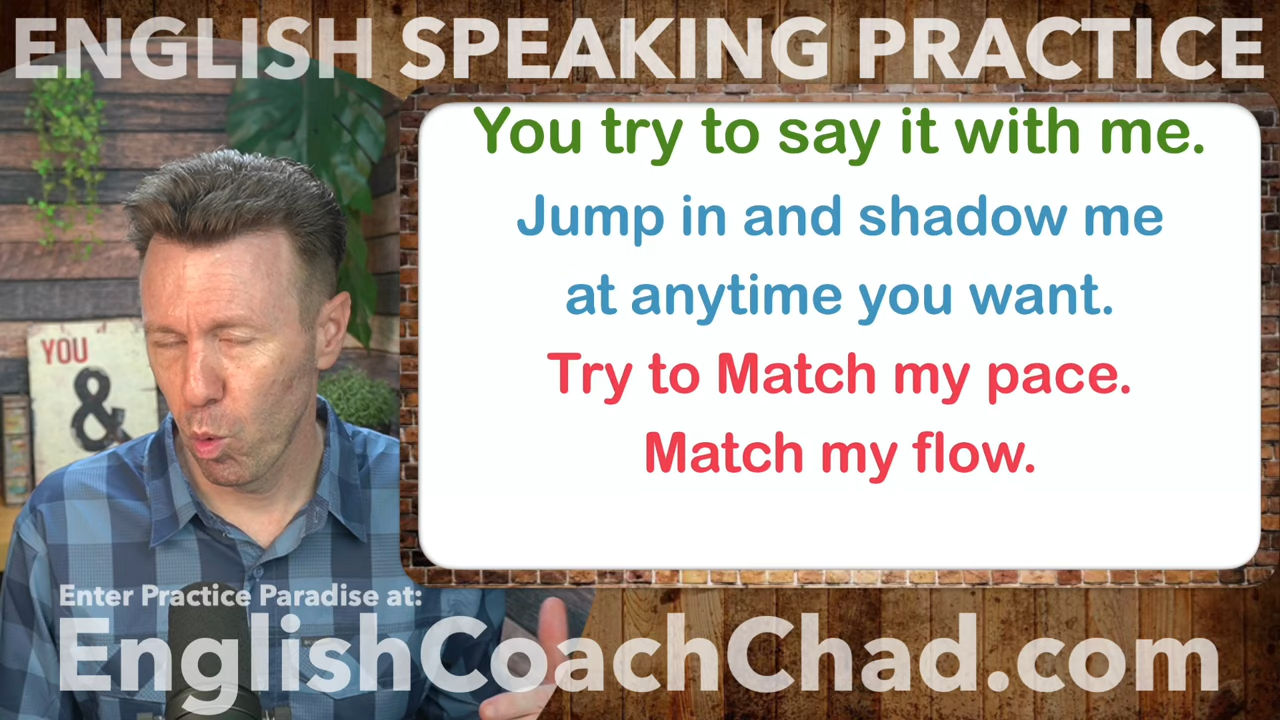 ENGLISH SPEAKING PRACTICE
You try to say it with me.
Jump in and shadow me
at anytime you want.
Try to Match my pace.
Match my flow.
YOU
&
Enter Practice Paradise at:
EnglishCoachChad.com